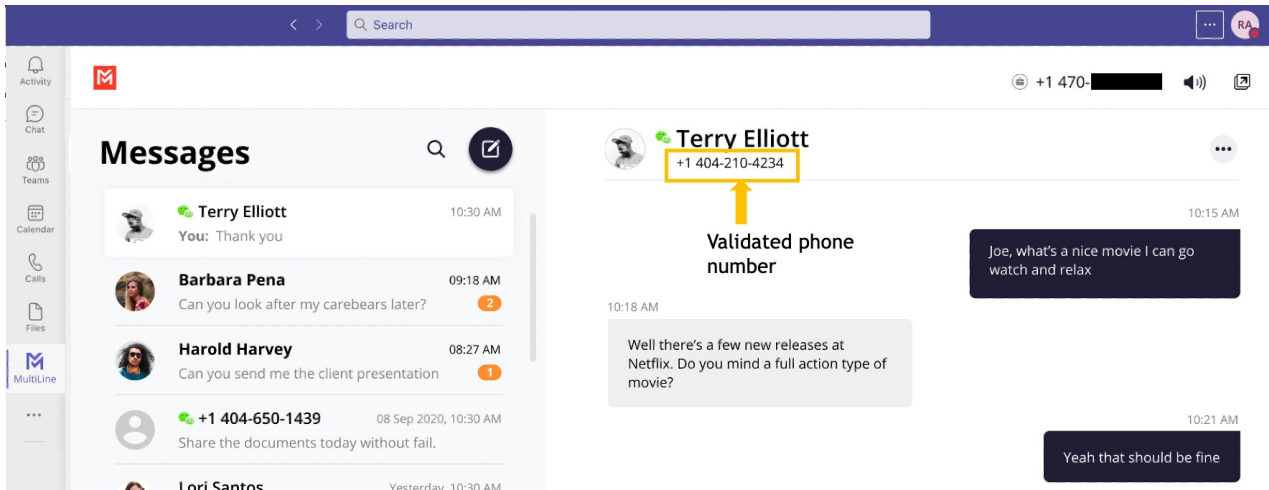 Search
...
RA
Activity
Chat
Teams
Calendar
Calls
Files
MultiLine
...
+1 470-
Messages
Terry Elliott
10:30 AM
You: Thank you
Barbara Pena
09:18 AM
Can you look after my carebears later?
2
Harold Harvey
08:27 AM
Can you send me the client presentation
1
+1 404-650-1439
08 Sep 2020, 10:30 AM
Share the documents today without fail.
Lori Santos
Yesterday, 10:30 AM
Terry Elliott
+1 404-210-4234
Validated phone
number
10:15 AM
Joe, what's a nice movie I can go
watch and relax
10:18 AM
Well there's a few new releases at
Netflix. Do you mind a full action type of
movie?
10:21 AM
Yeah that should be fine